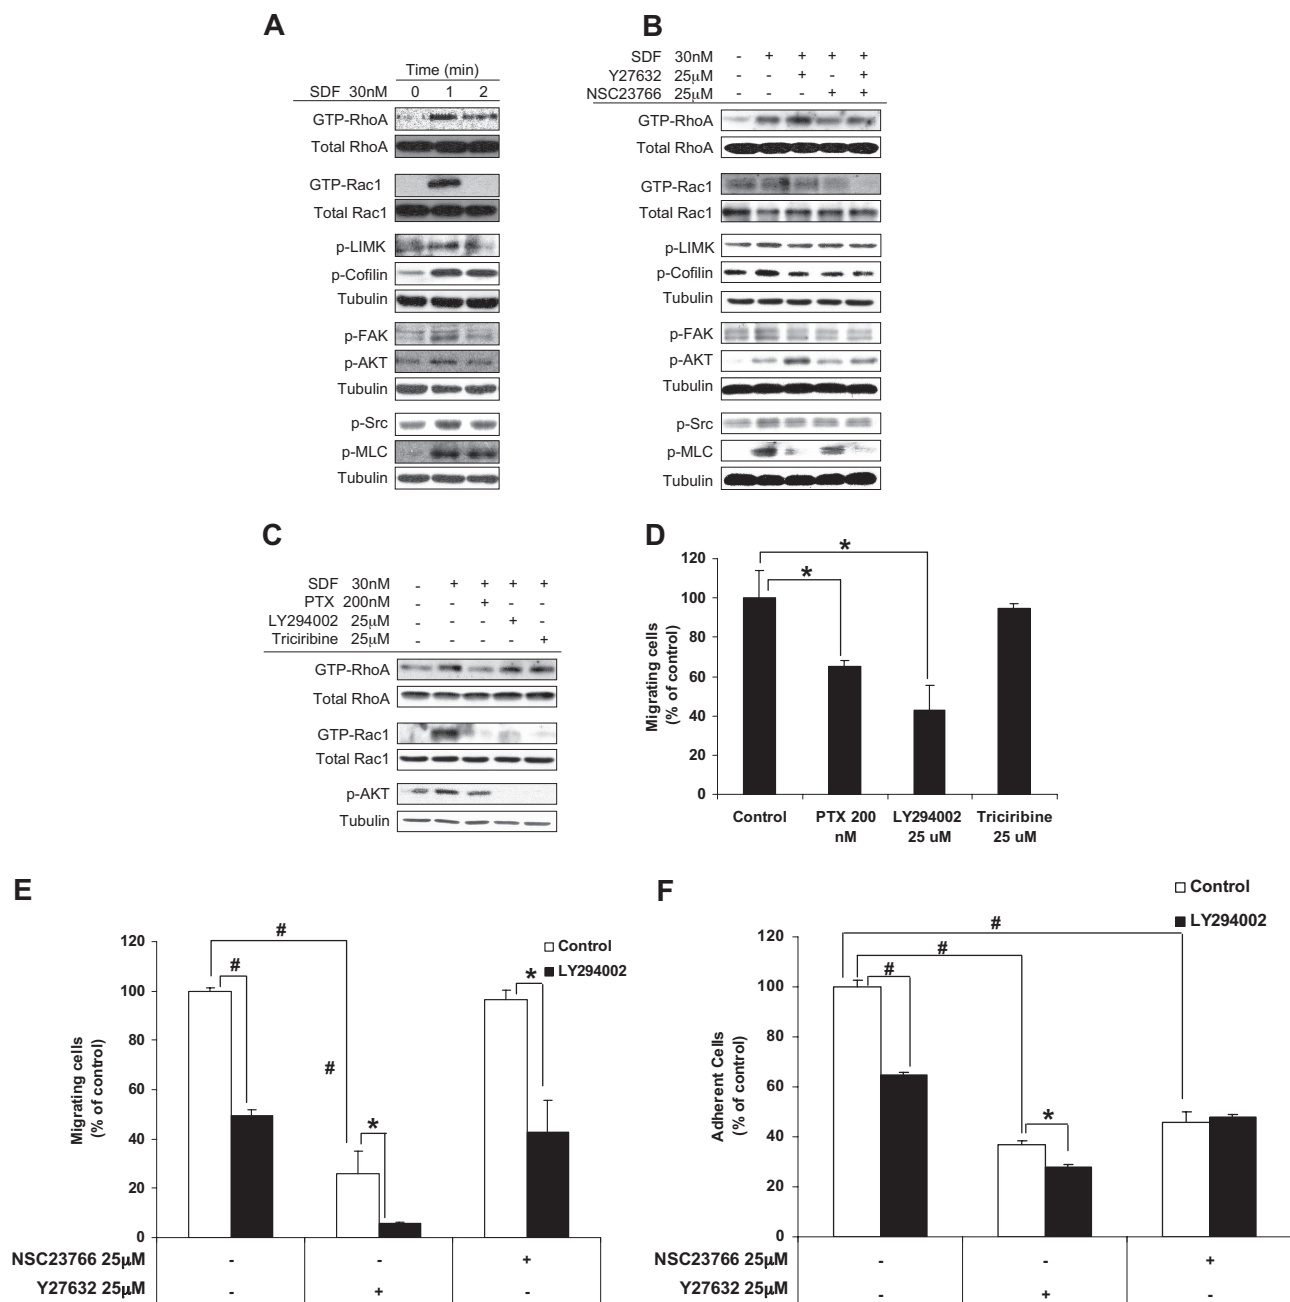 A
Time (min)
SDF 30nM 0 1 2
GTP-RhoA
Total RhoA
GTP-Rac1
Total Rac1
p-LIMK
p-Cofilin
Tubulin
p-FAK
p-AKT
Tubulin
p-Src
p-MLC
Tubulin
B
SDF 30nM - + + + +
Y27632 25µM - - + - +
NSC23766 25µM - - - + +
GTP-RhoA
Total RhoA
GTP-Rac1
Total Rac1
p-LIMK
p-Cofilin
Tubulin
p-FAK
p-AKT
Tubulin
p-Src
p-MLC
Tubulin
C
SDF 30nM - + + + +
PTX 200nM - - + - -
LY294002 25µM - - - + -
Triciribine 25µM - - - - +
GTP-RhoA
Total RhoA
GTP-Rac1
Total Rac1
p-AKT
Tubulin
D
Migrating cells
(% of control)
120
100
80
60
40
20
0
* *
Control
PTX 200
nM
LY294002
25 uM
Triciribine
25 uM
E
Control
LY294002
Migrating cells
(% of control)
120
100
80
60
40
20
0
# # # * *
NSC23766 25µM - - +
Y27632 25µM - + -
F
Control
LY294002
Adherent Cells
(% of control)
120
100
80
60
40
20
0
# # # *
NSC23766 25µM - - +
Y27632 25µM - + -